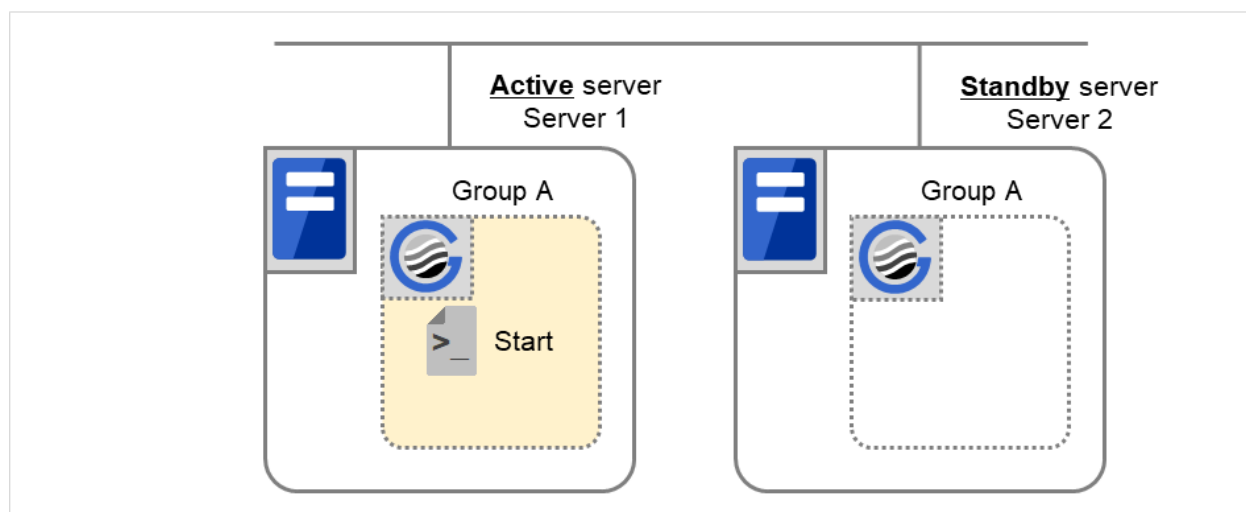 Active server
Server 1
Standby server
Server 2
Group A
Group A
>_
Start